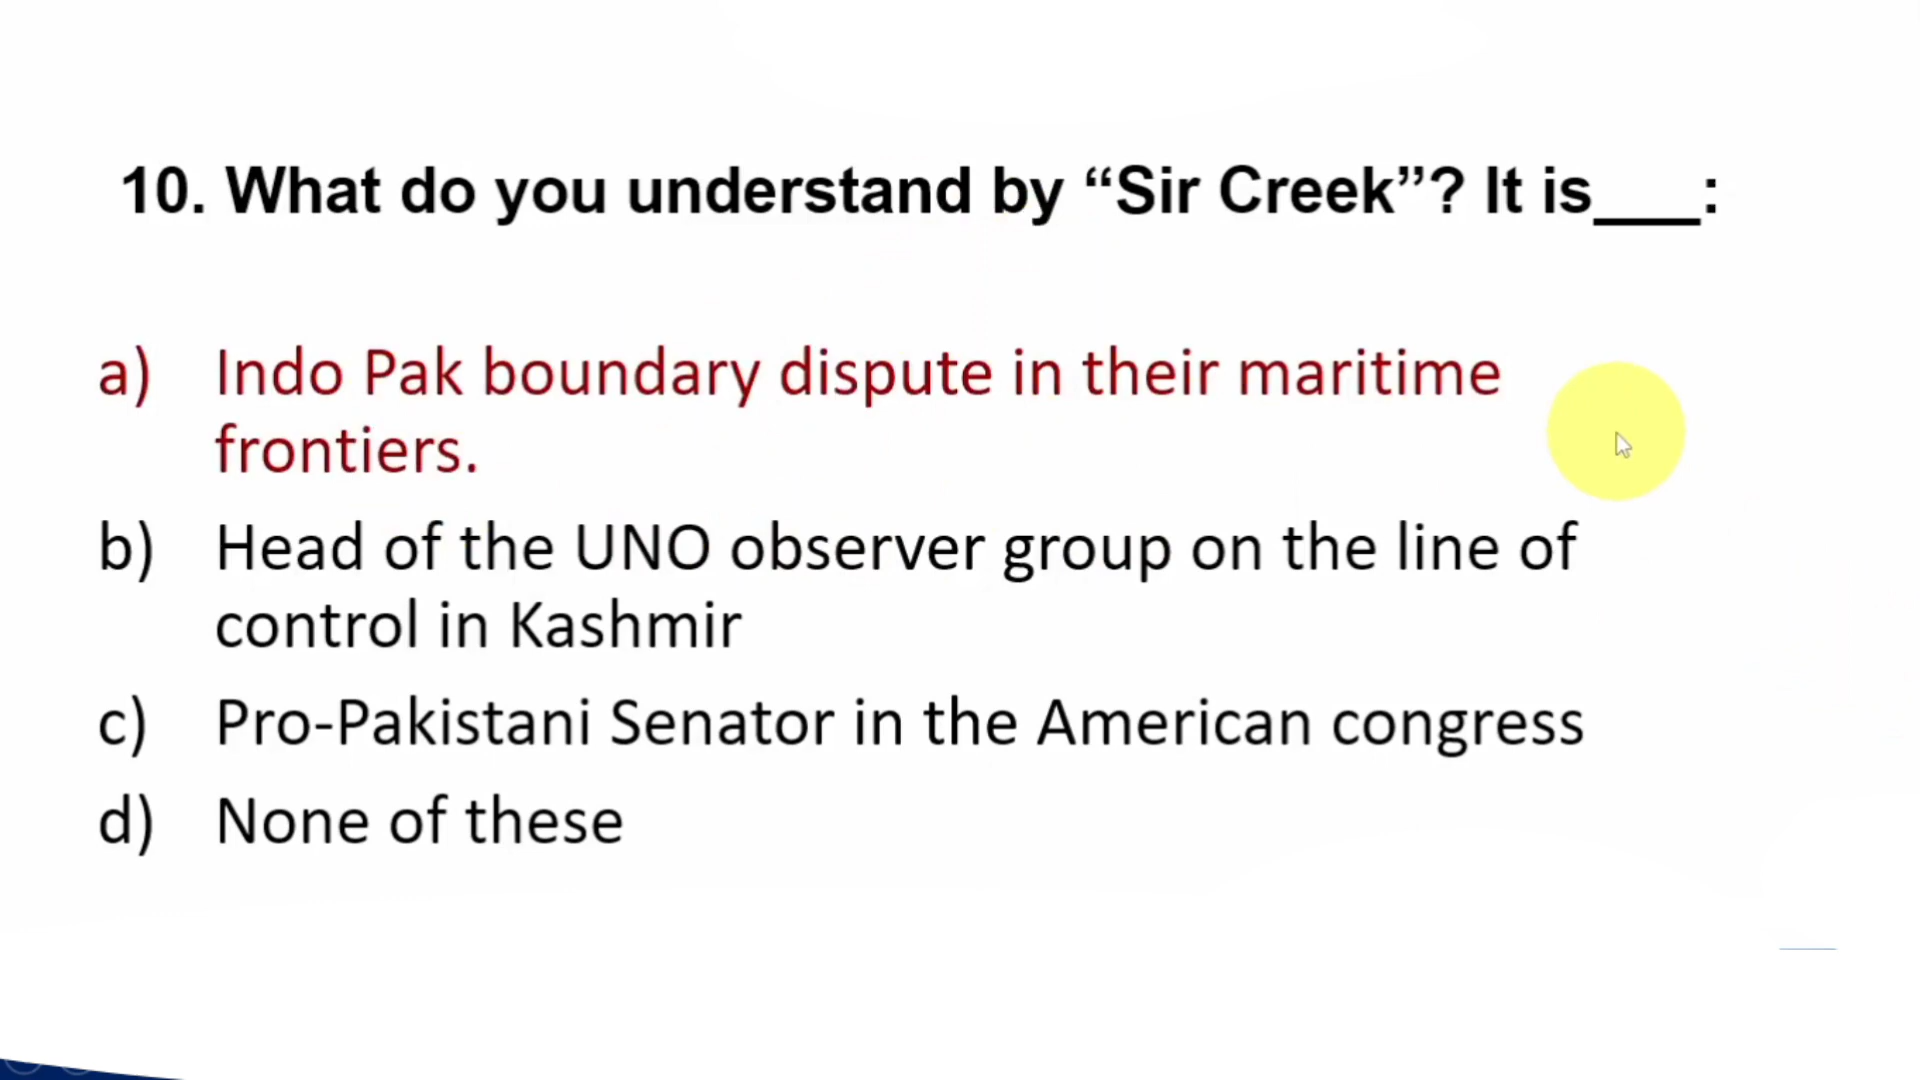 10. What do you understand by “Sir Creek”? It is___:
a) Indo Pak boundary dispute in their maritime
frontiers.
b) Head of the UNO observer group on the line of
control in Kashmir
c) Pro-Pakistani Senator in the American congress
d) None of these